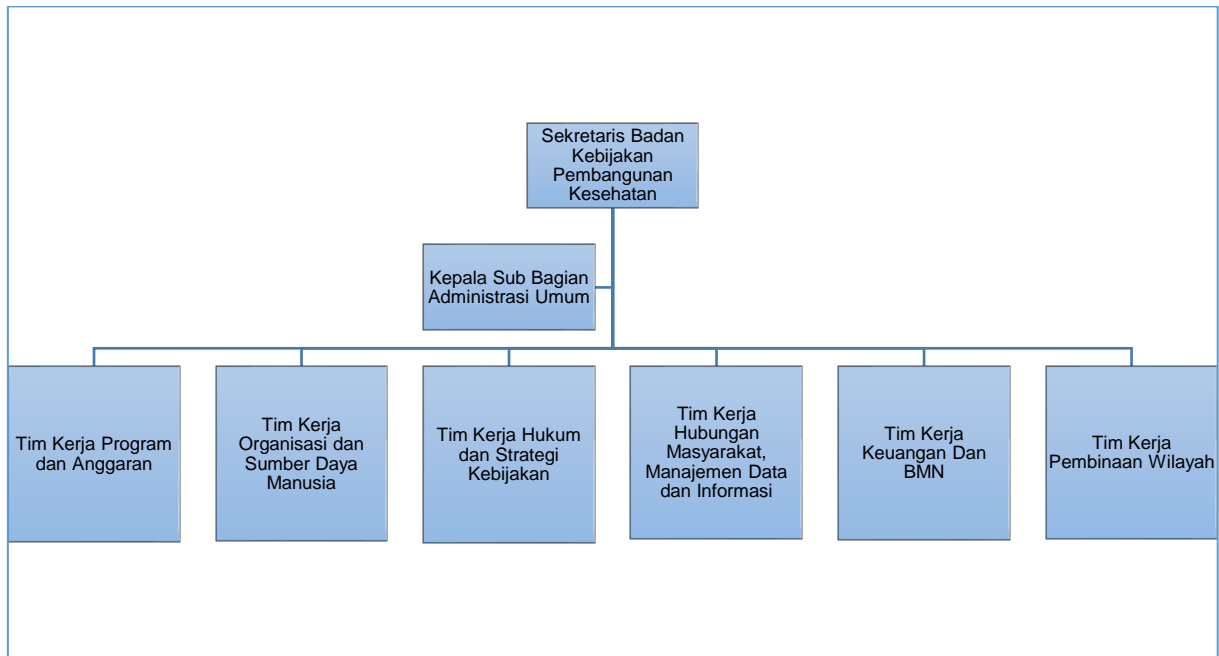 Sekretaris Badan
Kebijakan
Pembangunan
Kesehatan
Kepala Sub Bagian
Administrasi Umum
Tim Kerja Program
dan Anggaran
Tim Kerja
Organisasi dan
Sumber Daya
Manusia
Tim Kerja Hukum
dan Strategi
Kebijakan
Tim Kerja
Hubungan
Masyarakat,
Manajemen Data
dan Informasi
Tim Kerja
Keuangan Dan
BMN
Tim Kerja
Pembinaan Wilayah